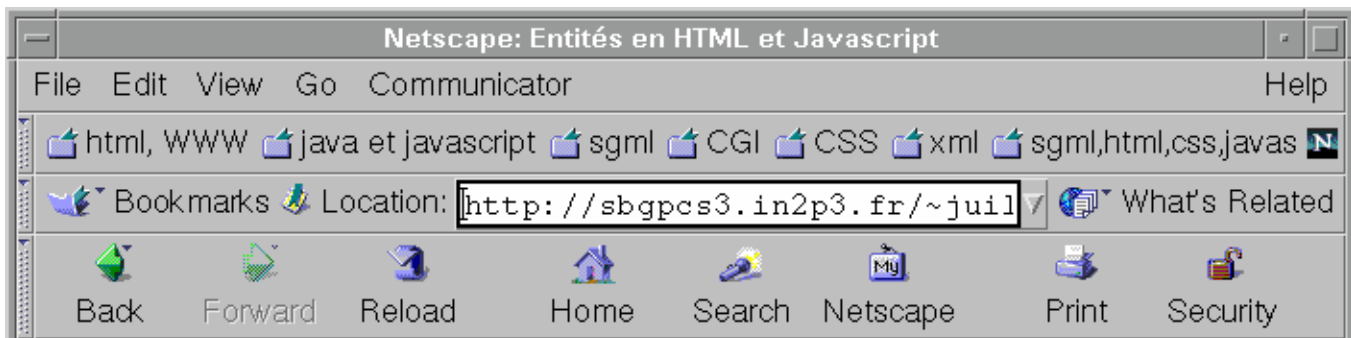 Netscape: Entités en HTML et Javascript
File Edit View Go Communicator Help
html, WWW java et javascript sgml CGI CSS xml sgml,html,css,javas N
Bookmarks Location: http://sbgpcs3.in2p3.fr/~juil What's Related
My
Back Forward Reload Home Search Netscape Print Security